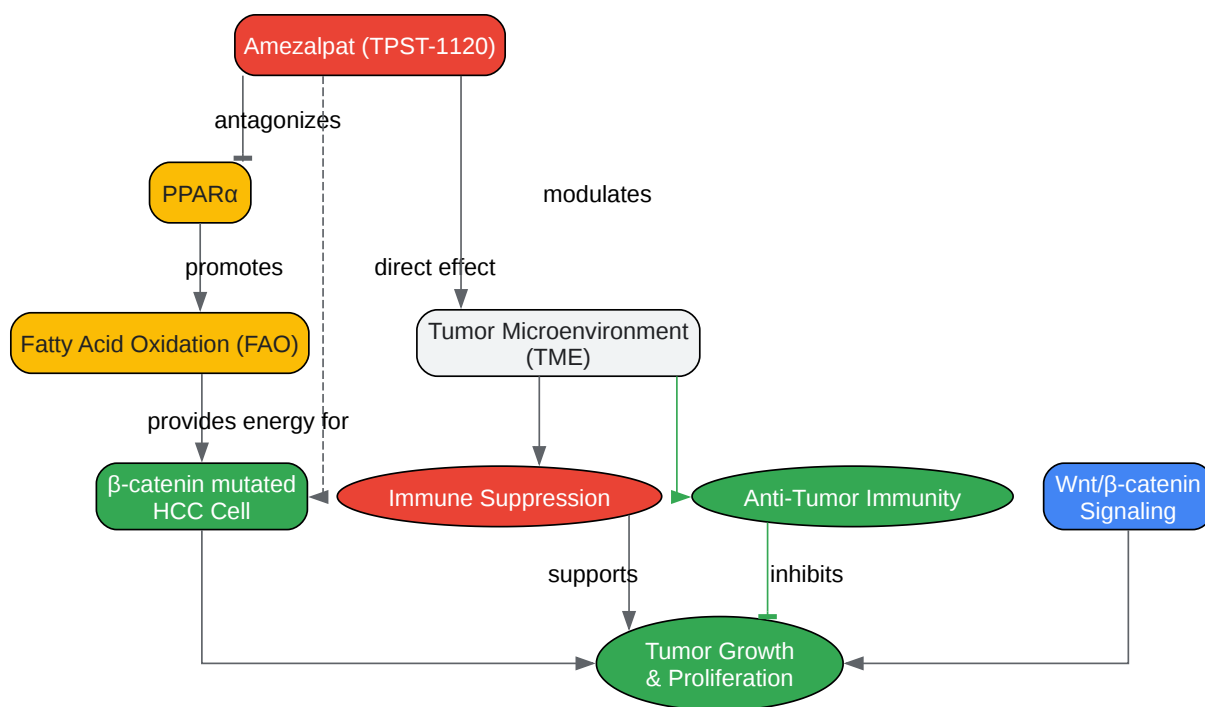 Amezalpat (TPST-1120)
antagonizes
PPARα
modulates
promotes
direct effect
Fatty Acid Oxidation (FAO)
Tumor Microenvironment
(TME)
provides energy for
β-catenin mutated
HCC Cell
Immune Suppression
Anti-Tumor Immunity
Wnt/β-catenin
Signaling
supports
inhibits
Tumor Growth
& Proliferation